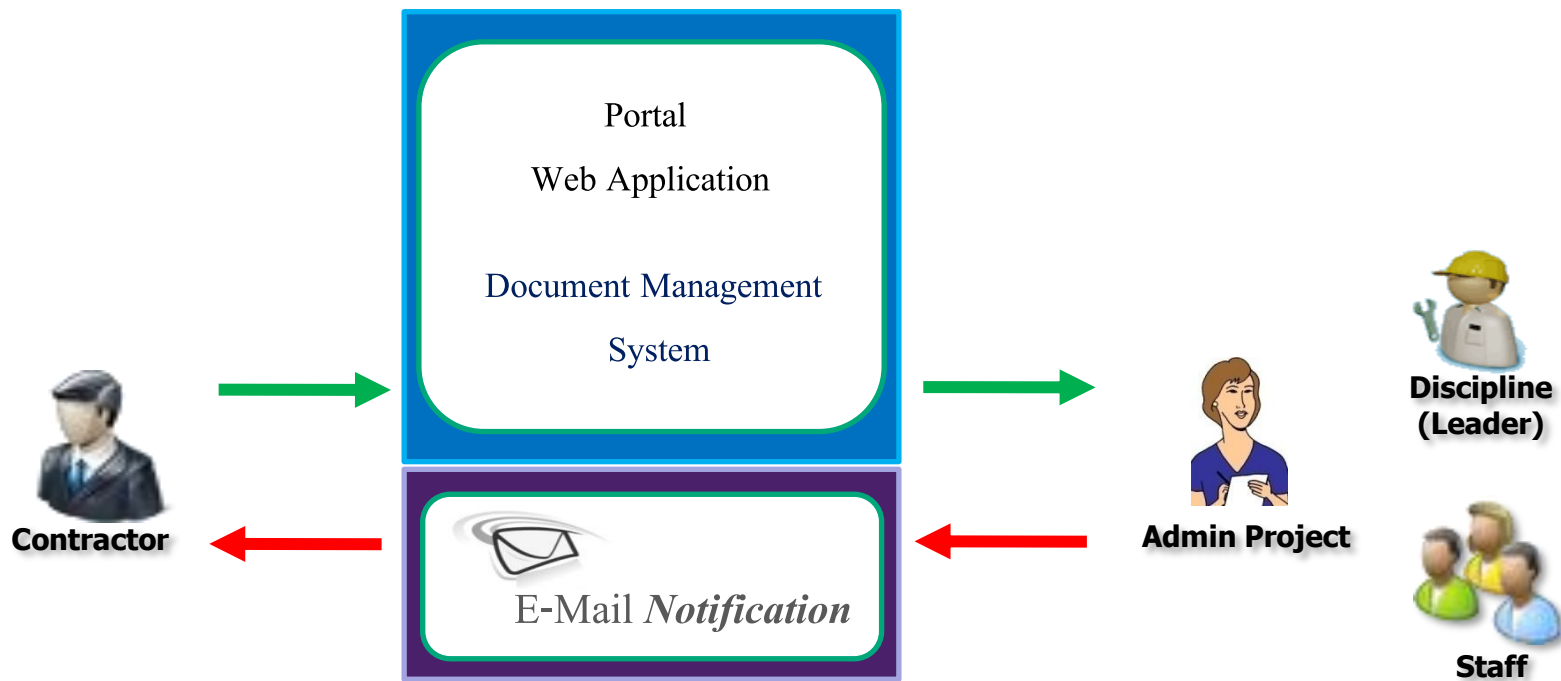 Portal
Web Application
Document Management
System
Contractor
E-Mail Notification
Admin Project
Discipline
(Leader)
Staff